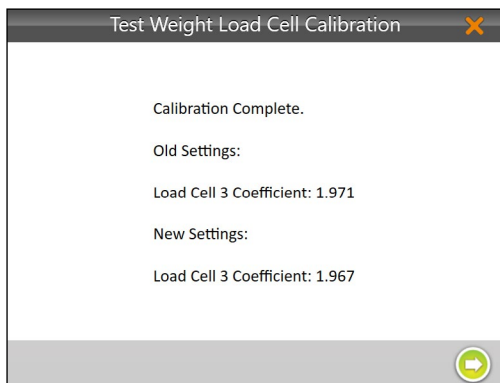 Test Weight Load Cell Calibration
Calibration Complete.
Old Settings:
Load Cell 3 Coefficient: 1.971
New Settings:
Load Cell 3 Coefficient: 1.967